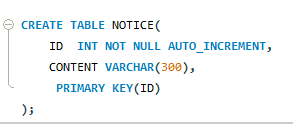 CREATE TABLE NOTICE(
ID INT NOT NULL AUTO_INCREMENT,
CONTENT VARCHAR(300),
PRIMARY KEY(ID)
);